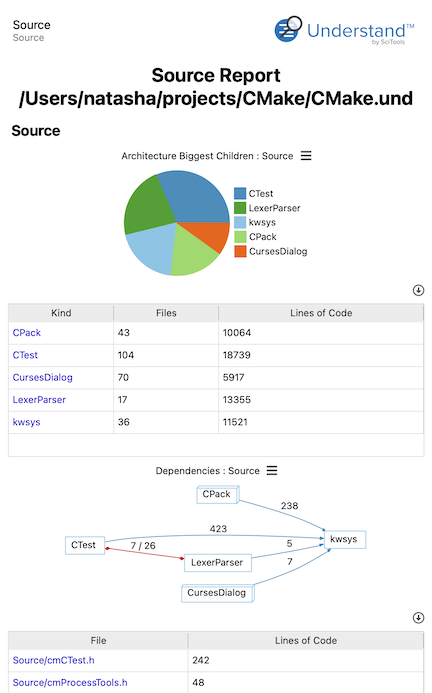 Source
Source
Understand™
by SciTools
Source Report
/Users/natasha/projects/CMake/CMake.und
Source
Architecture Biggest Children : Source
CTest
LexerParser
kwsys
CPack
CursesDialog
Kind Files Lines of Code
CPack 43 10064
CTest 104 18739
CursesDialog 70 5917
LexerParser 17 13355
kwsys 36 11521
Dependencies : Source
CPack
238
423
kwsys
CTest
7 / 26
5
LexerParser
7
CursesDialog
File Lines of Code
Source/cmCTest.h 242
Source/cmProcessTools.h 48